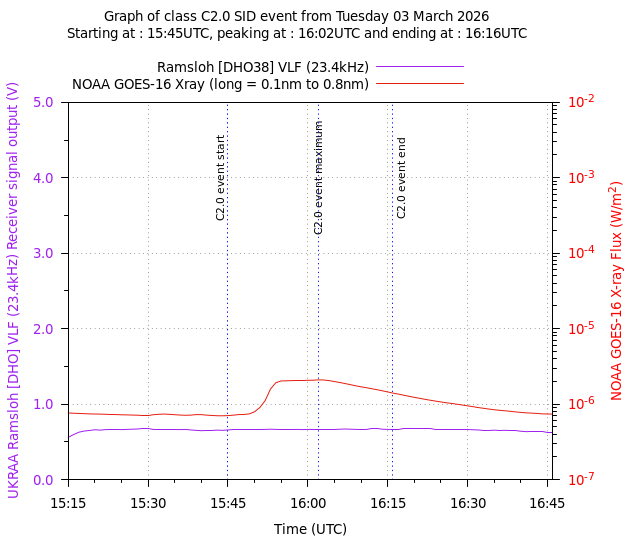 Graph of class C2.0 SID event from Tuesday 03 March 2026
Starting at : 15:45UTC, peaking at : 16:02UTC and ending at : 16:16UTC
Ramsloh [DHO38] VLF (23.4kHz)
NOAA GOES-16 Xray (long = 0.1nm to 0.8nm)
UKRAA Ramsloh [DHO] VLF (23.4kHz) Receiver signal output (V)
5.0
4.0
3.0
2.0
1.0
0.0
C2.0 event start
C2.0 event maximum
C2.0 event end
10⁻²
10⁻³
10⁻⁴
10⁻⁵
10⁻⁶
10⁻⁷
NOAA GOES-16 X-ray Flux (W/m²)
15:15 15:30 15:45 16:00 16:15 16:30 16:45
Time (UTC)